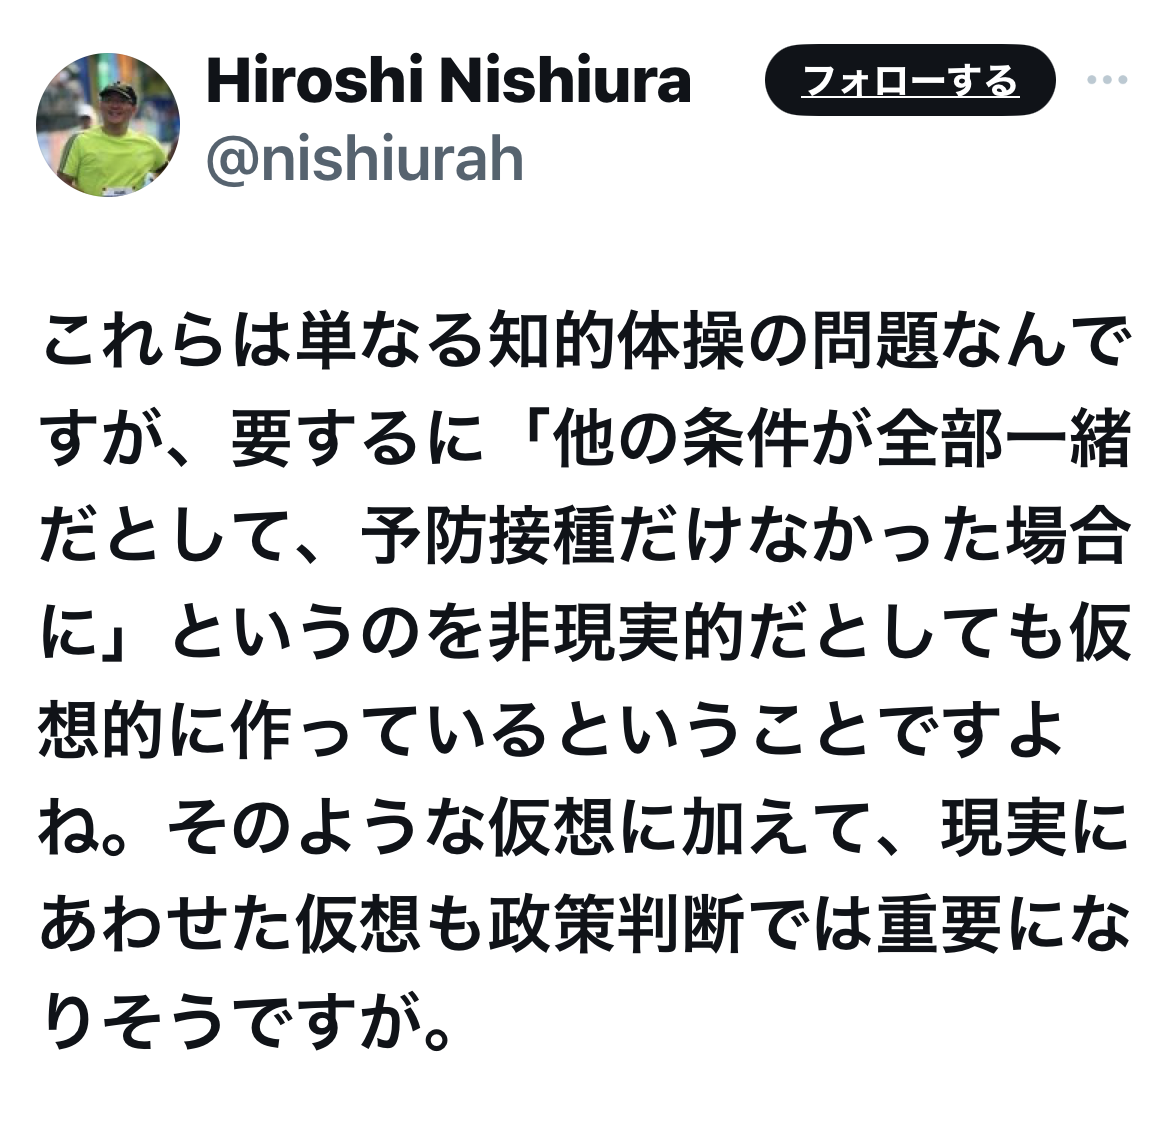 Hiroshi Nishiura
フォローする
@nishiurah
これらは単なる知的体操の問題なんで
すが、要するに「他の条件が全部一緒
だとして、予防接種だけなかった場合
に」というのを非現実的だとしても仮
想的に作っているということですよ
ね。そのような仮想に加えて、現実に
あわせた仮想も政策判断では重要にな
りそうですが。